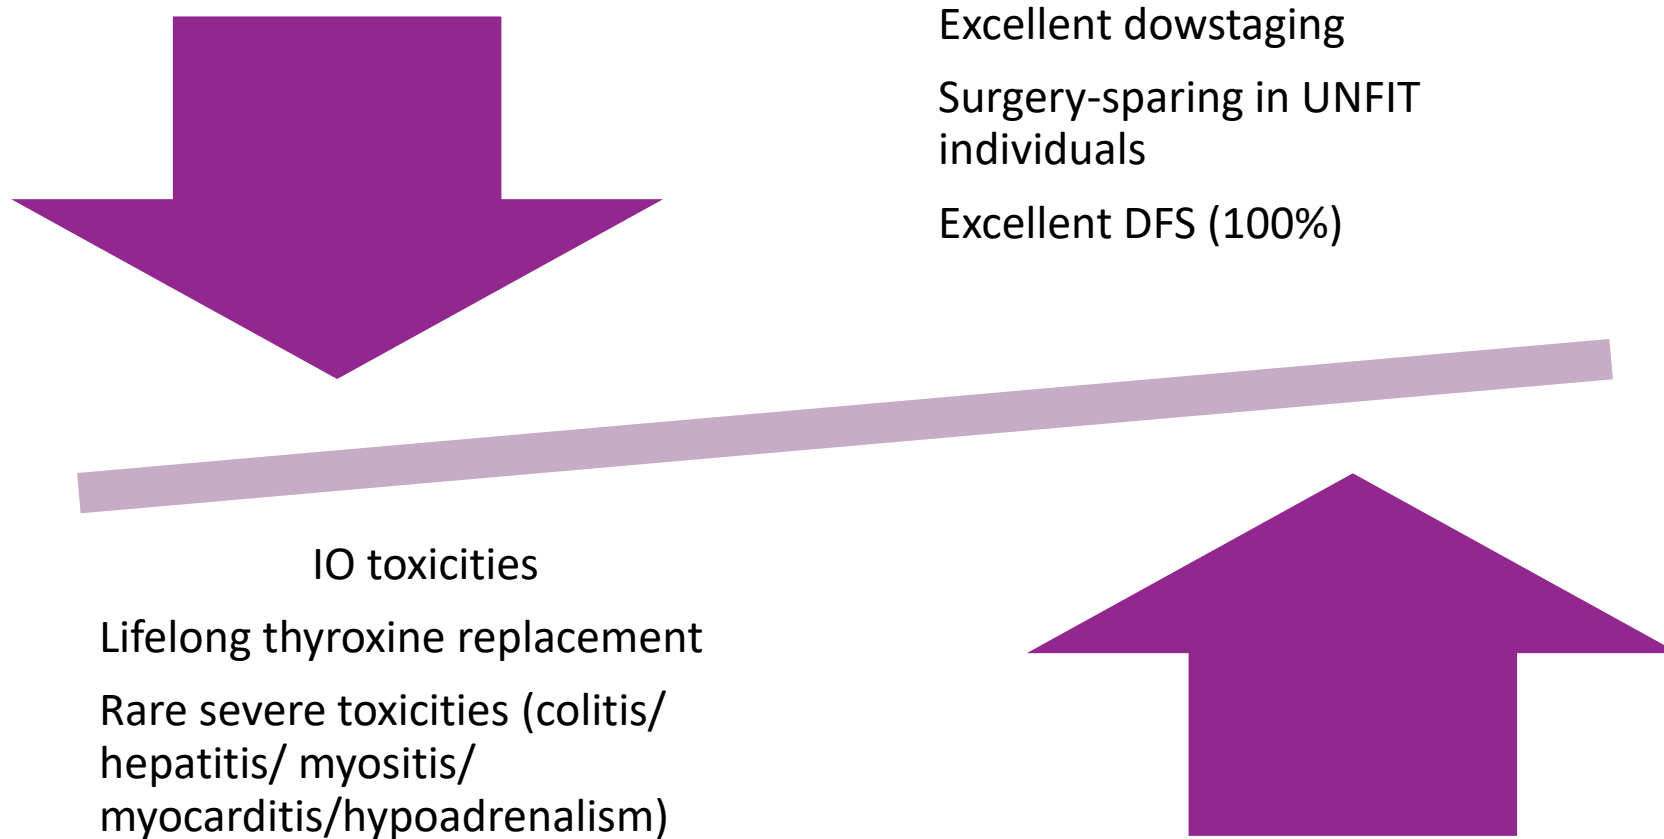 Excellent dowstaging
Surgery-sparing in UNFIT
individuals
Excellent DFS (100%)
IO toxicities
Lifelong thyroxine replacement
Rare severe toxicities (colitis/
hepatitis/ myositis/
myocarditis/hypoadrenalism)